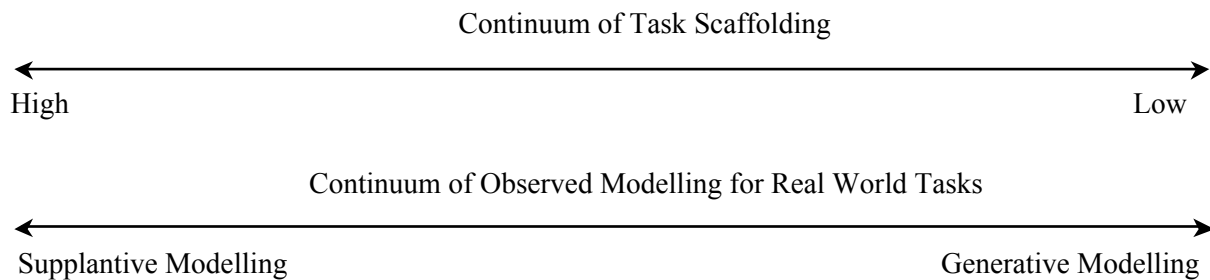 Continuum of Task Scaffolding
High Low
Continuum of Observed Modelling for Real World Tasks
Supplantive Modelling Generative Modelling